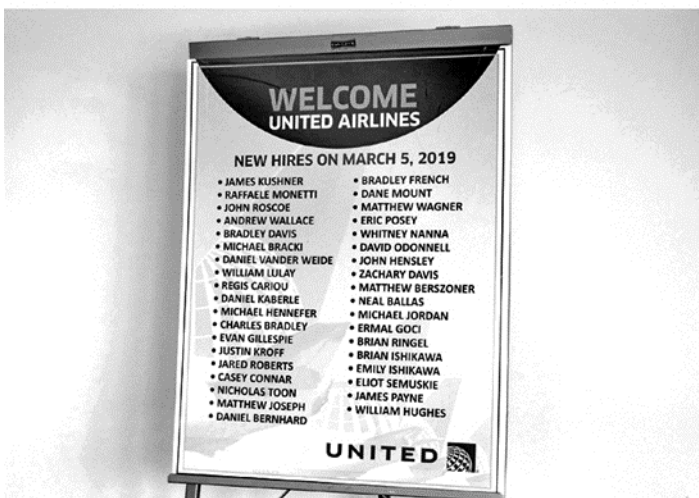 WELCOME
UNITED AIRLINES
NEW HIRES ON MARCH 5, 2019
• JAMES KUSHNER
• RAFFAELE MONETTI
• JOHN ROSCOE
• ANDREW WALLACE
• BRADLEY DAVIS
• MICHAEL BRACKI
• DANIEL VANDER WEIDE
• WILLIAM LULAY
• REGIS CARIOU
• DANIEL KABERLE
• MICHAEL HENNEFER
• CHARLES BRADLEY
• EVAN GILLESPIE
• JUSTIN KROFF
• JARED ROBERTS
• CASEY CONNAR
• NICHOLAS TOON
• MATTHEW JOSEPH
• DANIEL BERNHARD
• BRADLEY FRENCH
• DANE MOUNT
• MATTHEW WAGNER
• ERIC POSEY
• WHITNEY NANNA
• DAVID ODONNELL
• JOHN HENSLEY
• ZACHARY DAVIS
• MATTHEW BERSZONER
• NEAL BALLAS
• MICHAEL JORDAN
• ERMAL GOCI
• BRIAN RINGEL
• BRIAN ISHIKAWA
• EMILY ISHIKAWA
• ELIOT SEMUSKIE
• JAMES PAYNE
• WILLIAM HUGHES
UNITED